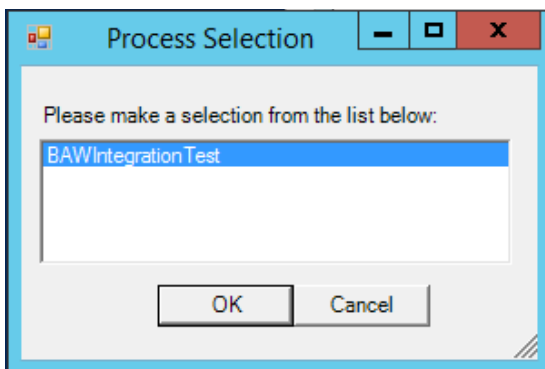 Process Selection
Please make a selection from the list below:
BAWIntegrationTest
OK
Cancel